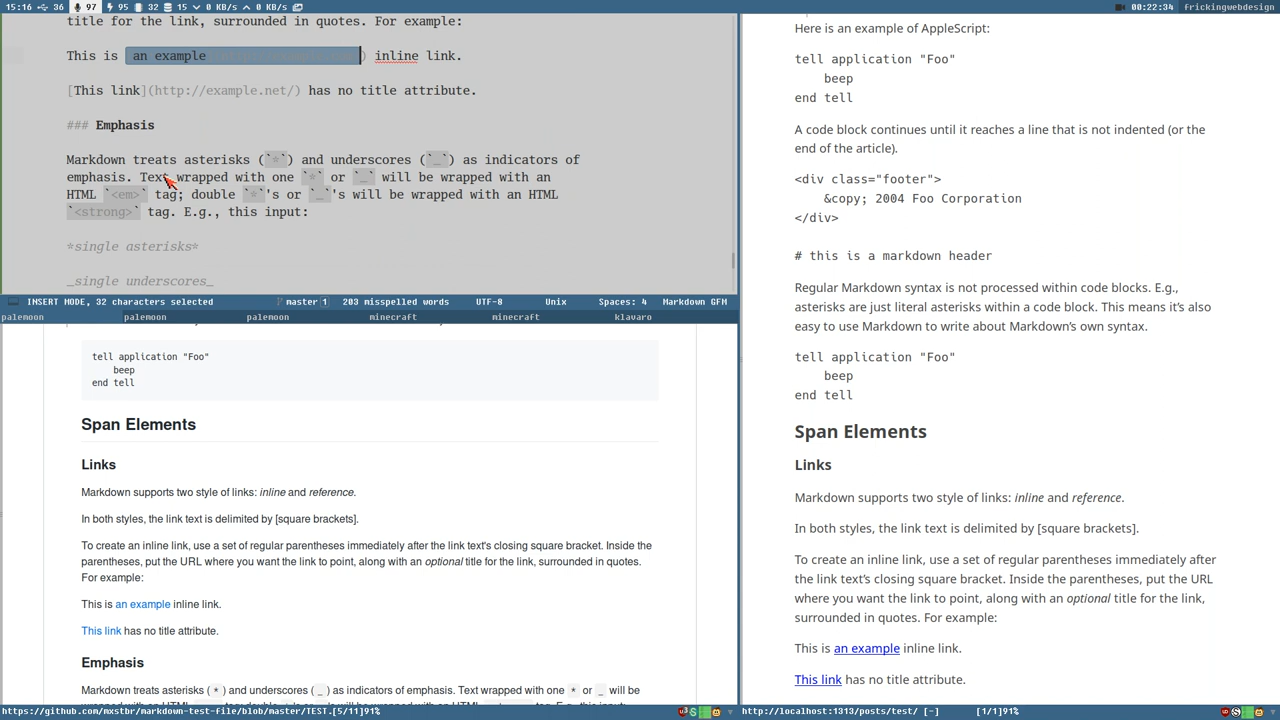 15:16 36 97 95 32 15 0 KB/s 0 KB/s
00:22:34 frickingwebdesign
title for the link, surrounded in quotes. For example:
This is an example ) inline link.
[This link](http://example.net/) has no title attribute.
### Emphasis
Markdown treats asterisks (`*`) and underscores (`_`) as indicators of
emphasis. Text wrapped with one `*` or `_` will be wrapped with an
HTML `<em>` tag; double `*`'s or `_`'s will be wrapped with an HTML
`<strong>` tag. E.g., this input:
*single asterisks*
_single underscores_
INSERT MODE, 32 characters selected master 1 203 misspelled words UTF-8 Unix Spaces: 4 Markdown GFM
palemoon palemoon palemoon minecraft minecraft klavaro
tell application "Foo"
beep
end tell
Span Elements
Links
Markdown supports two style of links: inline and reference.
In both styles, the link text is delimited by [square brackets].
To create an inline link, use a set of regular parentheses immediately after the link text's closing square bracket. Inside the
parentheses, put the URL where you want the link to point, along with an optional title for the link, surrounded in quotes.
For example:
This is an example inline link.
This link has no title attribute.
Emphasis
Markdown treats asterisks ( * ) and underscores ( _ ) as indicators of emphasis. Text wrapped with one * or _ will be
https://github.com/mxstbr/markdown-test-file/blob/master/TEST.[5/11]91%
Here is an example of AppleScript:
tell application "Foo"
beep
end tell
A code block continues until it reaches a line that is not indented (or the
end of the article).
<div class="footer">
&copy; 2004 Foo Corporation
</div>
# this is a markdown header
Regular Markdown syntax is not processed within code blocks. E.g.,
asterisks are just literal asterisks within a code block. This means it’s also
easy to use Markdown to write about Markdown’s own syntax.
tell application "Foo"
beep
end tell
Span Elements
Links
Markdown supports two style of links: inline and reference.
In both styles, the link text is delimited by [square brackets].
To create an inline link, use a set of regular parentheses immediately after
the link text’s closing square bracket. Inside the parentheses, put the URL
where you want the link to point, along with an optional title for the link,
surrounded in quotes. For example:
This is an example inline link.
This link has no title attribute.
http://localhost:1313/posts/test/ [-] [1/1]91%